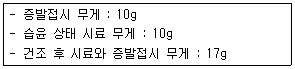 - 증발접시 무게 : 10g
- 습윤 상태 시료 무게 : 10g
- 건조 후 시료와 증발접시 무게 : 17g